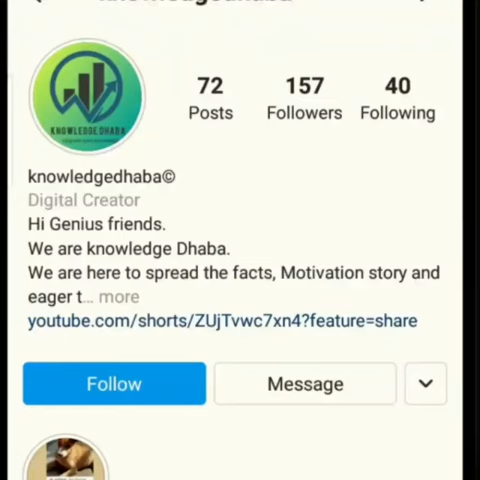 KNOWLEDGE DHABA
72 157 40
Posts Followers Following
knowledgedhaba©
Digital Creator
Hi Genius friends.
We are knowledge Dhaba.
We are here to spread the facts, Motivation story and
eager t... more
youtube.com/shorts/ZUjTvwc7xn4?feature=share
Follow Message